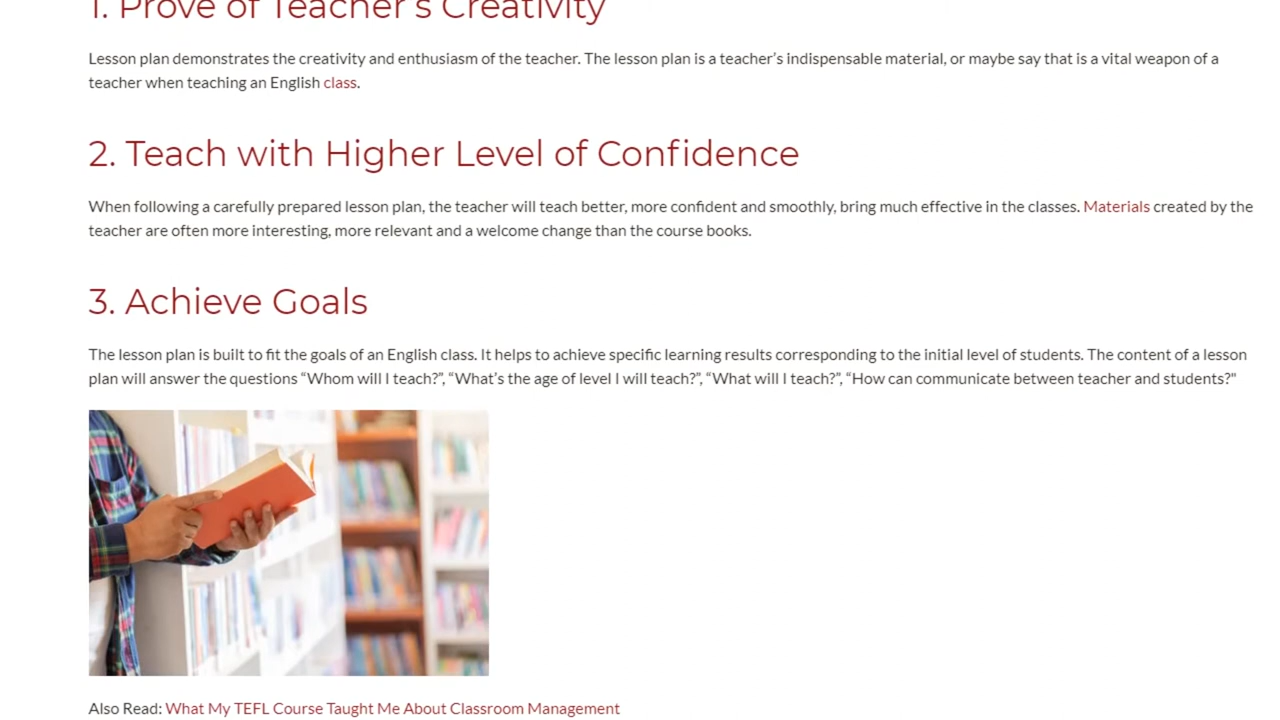 1. Prove of Teacher's Creativity
Lesson plan demonstrates the creativity and enthusiasm of the teacher. The lesson plan is a teacher's indispensable material, or maybe say that is a vital weapon of a
teacher when teaching an English class.
2. Teach with Higher Level of Confidence
When following a carefully prepared lesson plan, the teacher will teach better, more confident and smoothly, bring much effective in the classes. Materials created by the
teacher are often more interesting, more relevant and a welcome change than the course books.
3. Achieve Goals
The lesson plan is built to fit the goals of an English class. It helps to achieve specific learning results corresponding to the initial level of students. The content of a lesson
plan will answer the questions “Whom will I teach?”, “What's the age of level I will teach?”, “What will I teach?”, “How can communicate between teacher and students?"
Also Read: What My TEFL Course Taught Me About Classroom Management